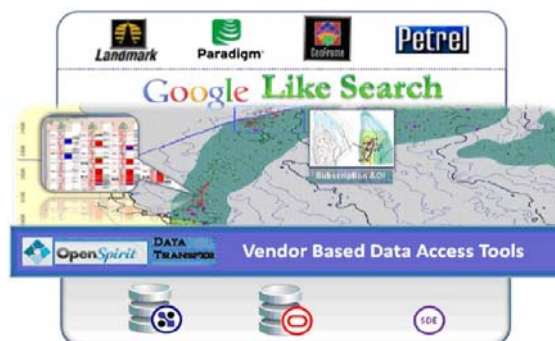 Landmark
Paradigm
GeoFrame
Petrel
Google Like Search
Subscription AOI
OpenSpirit
DATA
TRANSFER
Vendor Based Data Access Tools
SDE